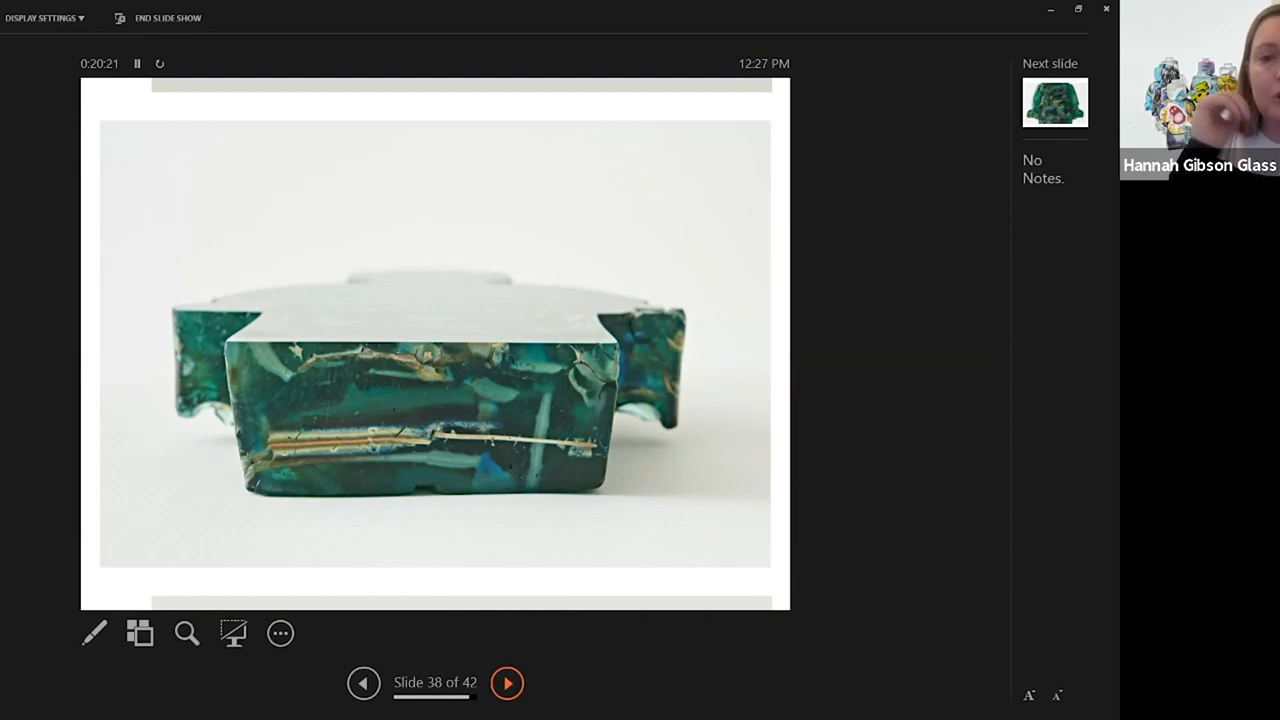 DISPLAY SETTINGS ▼
END SLIDE SHOW
0:20:21
12:27 PM
Next slide
No
Notes.
Hannah Gibson Glass
Slide 38 of 42
A
A